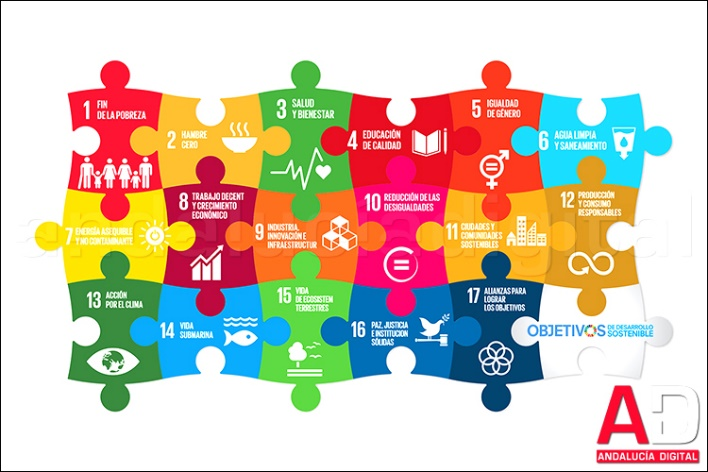 1 FIN
DE LA POBREZA
2 HAMBRE
CERO
3 SALUD
Y BIENESTAR
4 EDUCACIÓN
DE CALIDAD
5 IGUALDAD
DE GÉNERO
6 AGUA LIMPIA
Y SANEAMIENTO
7 ENERGÍA ASEQUIBLE
Y NO CONTAMINANTE
8 TRABAJO DECENT
Y CRECIMIENTO
ECONÓMICO
9 INDUSTRIA,
INNOVACIÓN E
INFRAESTRUCTUR
10 REDUCCIÓN DE LAS
DESIGUALDADES
11 CIUDADES Y
COMUNIDADES
SOSTENIBLES
12 PRODUCCIÓN
Y CONSUMO
RESPONSABLES
13 ACCIÓN
POR EL CLIMA
14 VIDA
SUBMARINA
15 VIDA
DE ECOSISTEM
TERRESTRES
16 PAZ, JUSTICIA
E INSTITUCION
SÓLIDAS
17 ALIANZAS PARA
LOGRAR
LOS OBJETIVOS
OBJETIVOS DE DESARROLLO
SOSTENIBLE
andalucía digital
AD
ANDALUCÍA DIGITAL